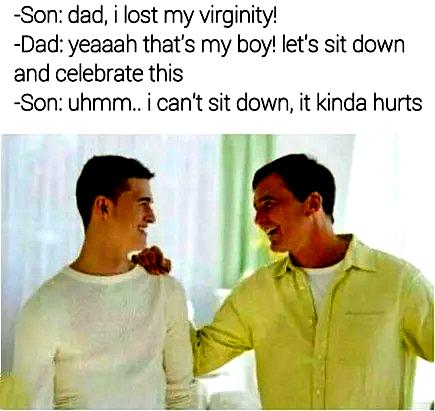 -Son: dad, i lost my virginity!
-Dad: yeaaah that's my boy! let's sit down
and celebrate this
-Son: uhmm.. i can't sit down, it kinda hurts